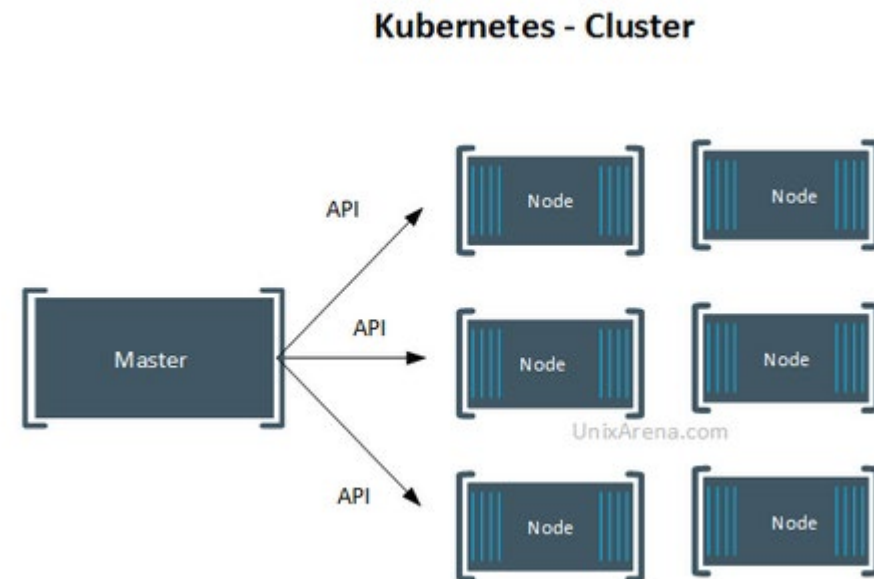 Kubernetes - Cluster
API
Node
Node
API
Master
Node
Node
UnixArena.com
API
Node
Node